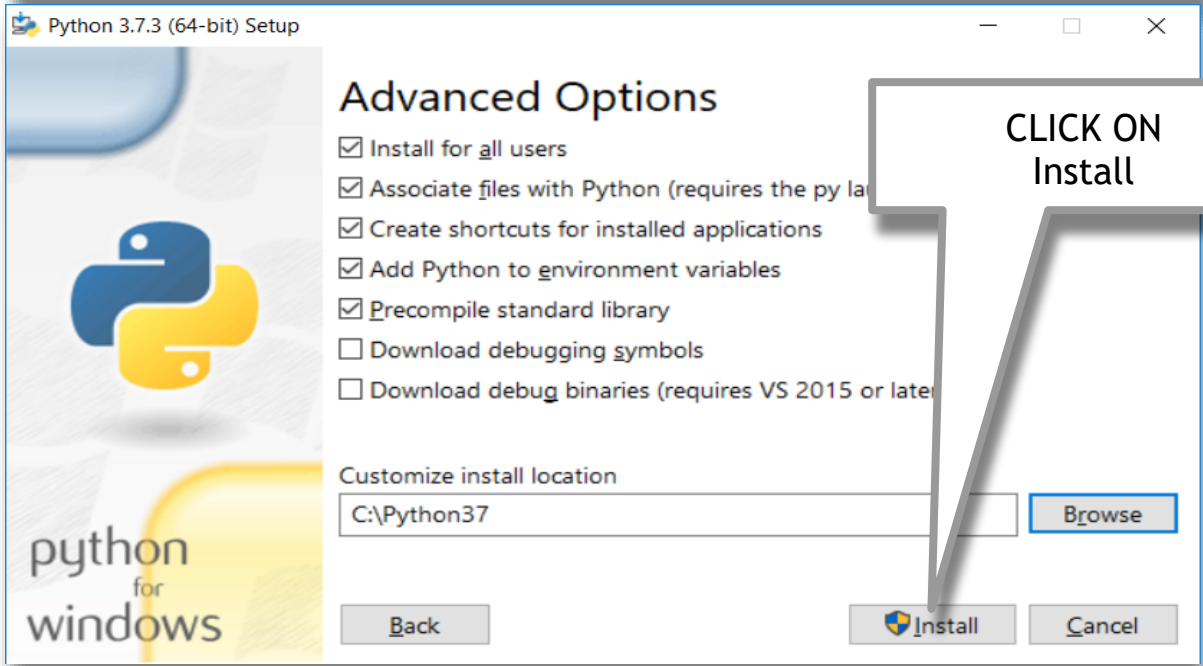 Python 3.7.3 (64-bit) Setup
Advanced Options
CLICK ON
Install
Install for all users
Associate files with Python (requires the py
Create shortcuts for installed applications
Add Python to environment variables
Precompile standard library
Download debugging symbols
Download debug binaries (requires VS 2015 or
Customize install location
C:\Python37
Browse
python
for
windows
Back
Install
Cancel